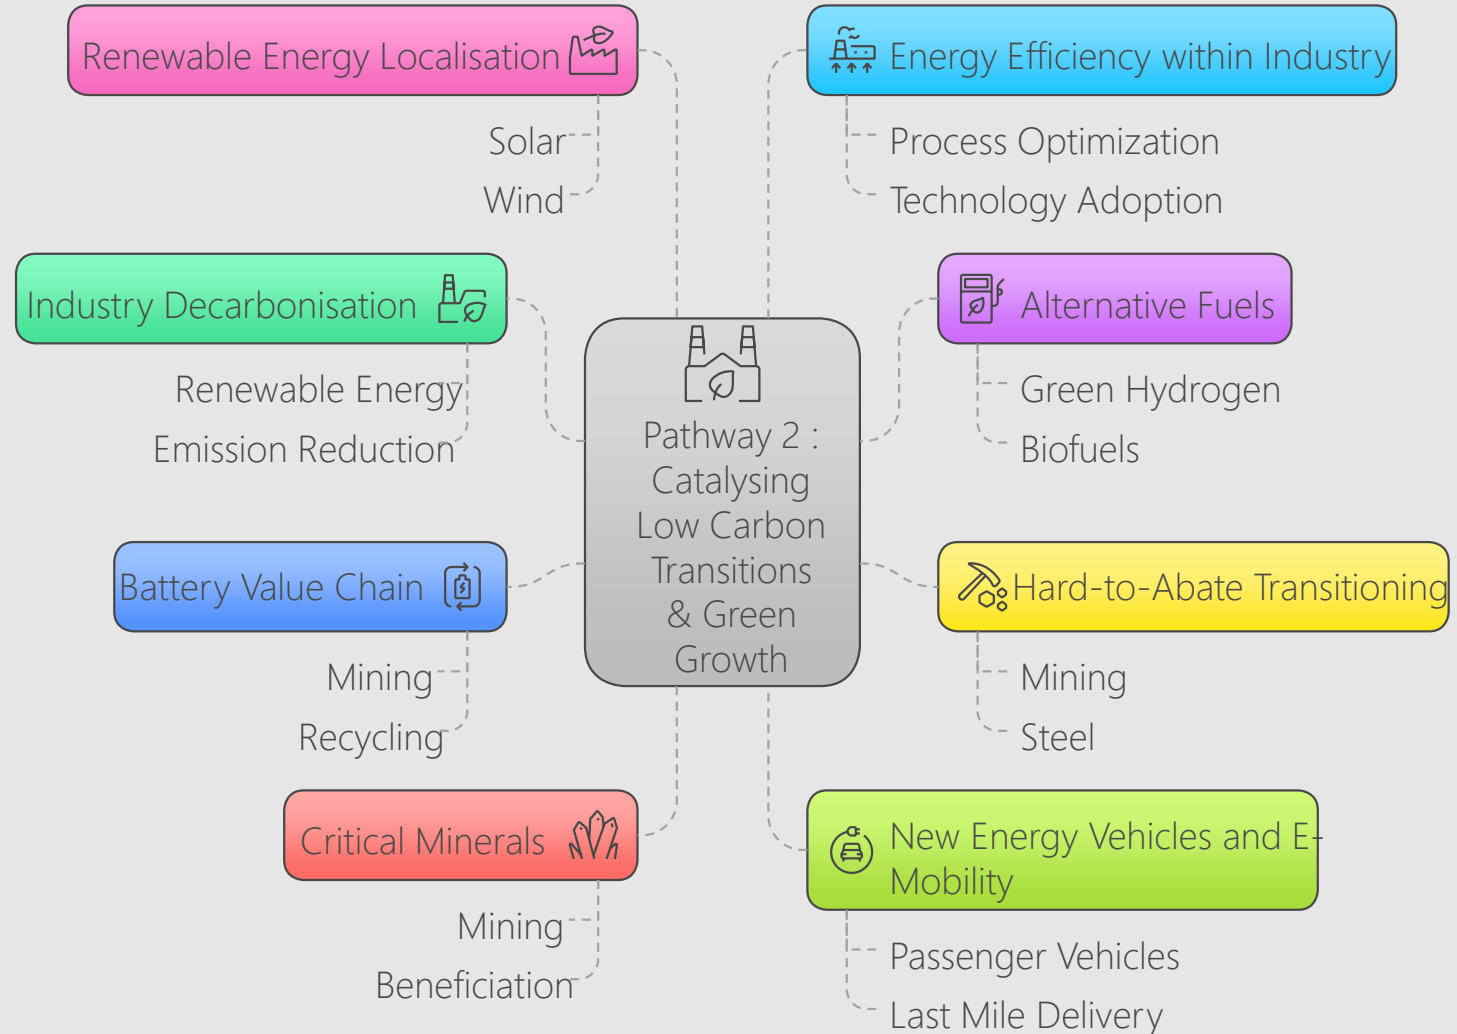 Renewable Energy Localisation
Solar
Wind
Energy Efficiency within Industry
Process Optimization
Technology Adoption
Industry Decarbonisation
Renewable Energy
Emission Reduction
Alternative Fuels
Green Hydrogen
Biofuels
Pathway 2 :
Catalysing
Low Carbon
Transitions
& Green
Growth
Battery Value Chain
Mining
Recycling
Hard-to-Abate Transitioning
Mining
Steel
Critical Minerals
Mining
Beneficiation
New Energy Vehicles and E-
Mobility
Passenger Vehicles
Last Mile Delivery